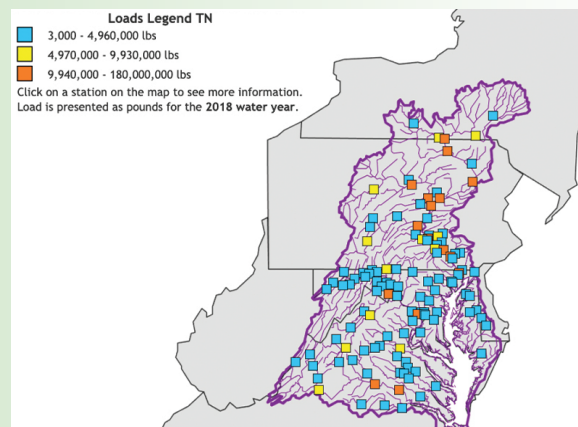 Loads Legend TN
3,000 - 4,960,000 lbs
4,970,000 - 9,930,000 lbs
9,940,000 - 180,000,000 lbs
Click on a station on the map to see more information.
Load is presented as pounds for the 2018 water year.